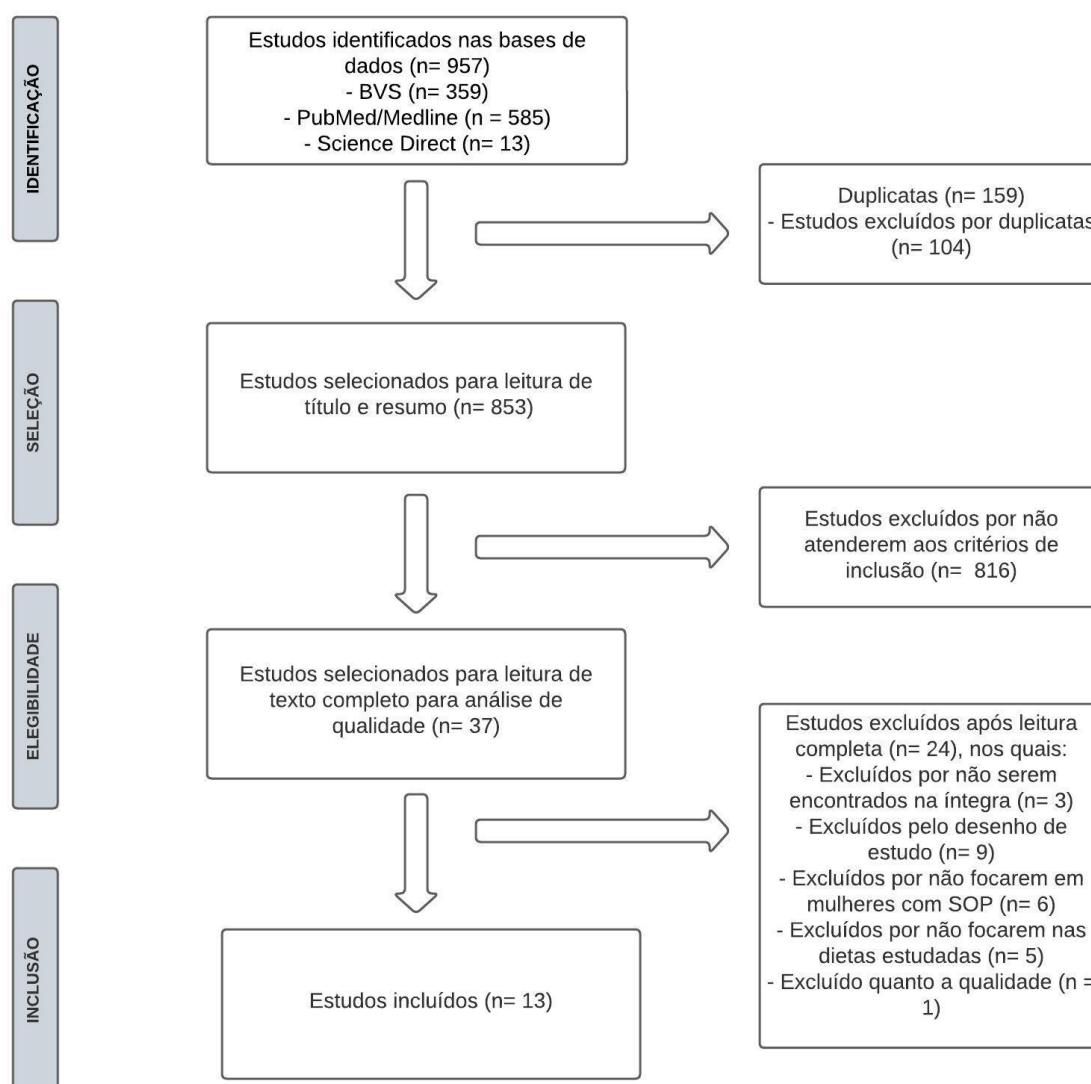 IDENTIFICAÇÃO
Estudos identificados nas bases de
dados (n= 957)
- BVS (n= 359)
- PubMed/Medline (n = 585)
- Science Direct (n= 13)
Duplicatas (n= 159)
- Estudos excluídos por duplicatas
(n= 104)
SELEÇÃO
Estudos selecionados para leitura de
título e resumo (n= 853)
Estudos excluídos por não
atenderem aos critérios de
inclusão (n=  816)
ELEGIBILIDADE
Estudos selecionados para leitura de
texto completo para análise de
qualidade (n= 37)
Estudos excluídos após leitura
completa (n= 24), nos quais:
- Excluídos por não serem
encontrados na íntegra (n= 3)
- Excluídos pelo desenho de
estudo (n= 9)
- Excluídos por não focarem em
mulheres com SOP (n= 6)
- Excluídos por não focarem nas
dietas estudadas (n= 5)
- Excluído quanto a qualidade (n =
1)
INCLUSÃO
Estudos incluídos (n= 13)